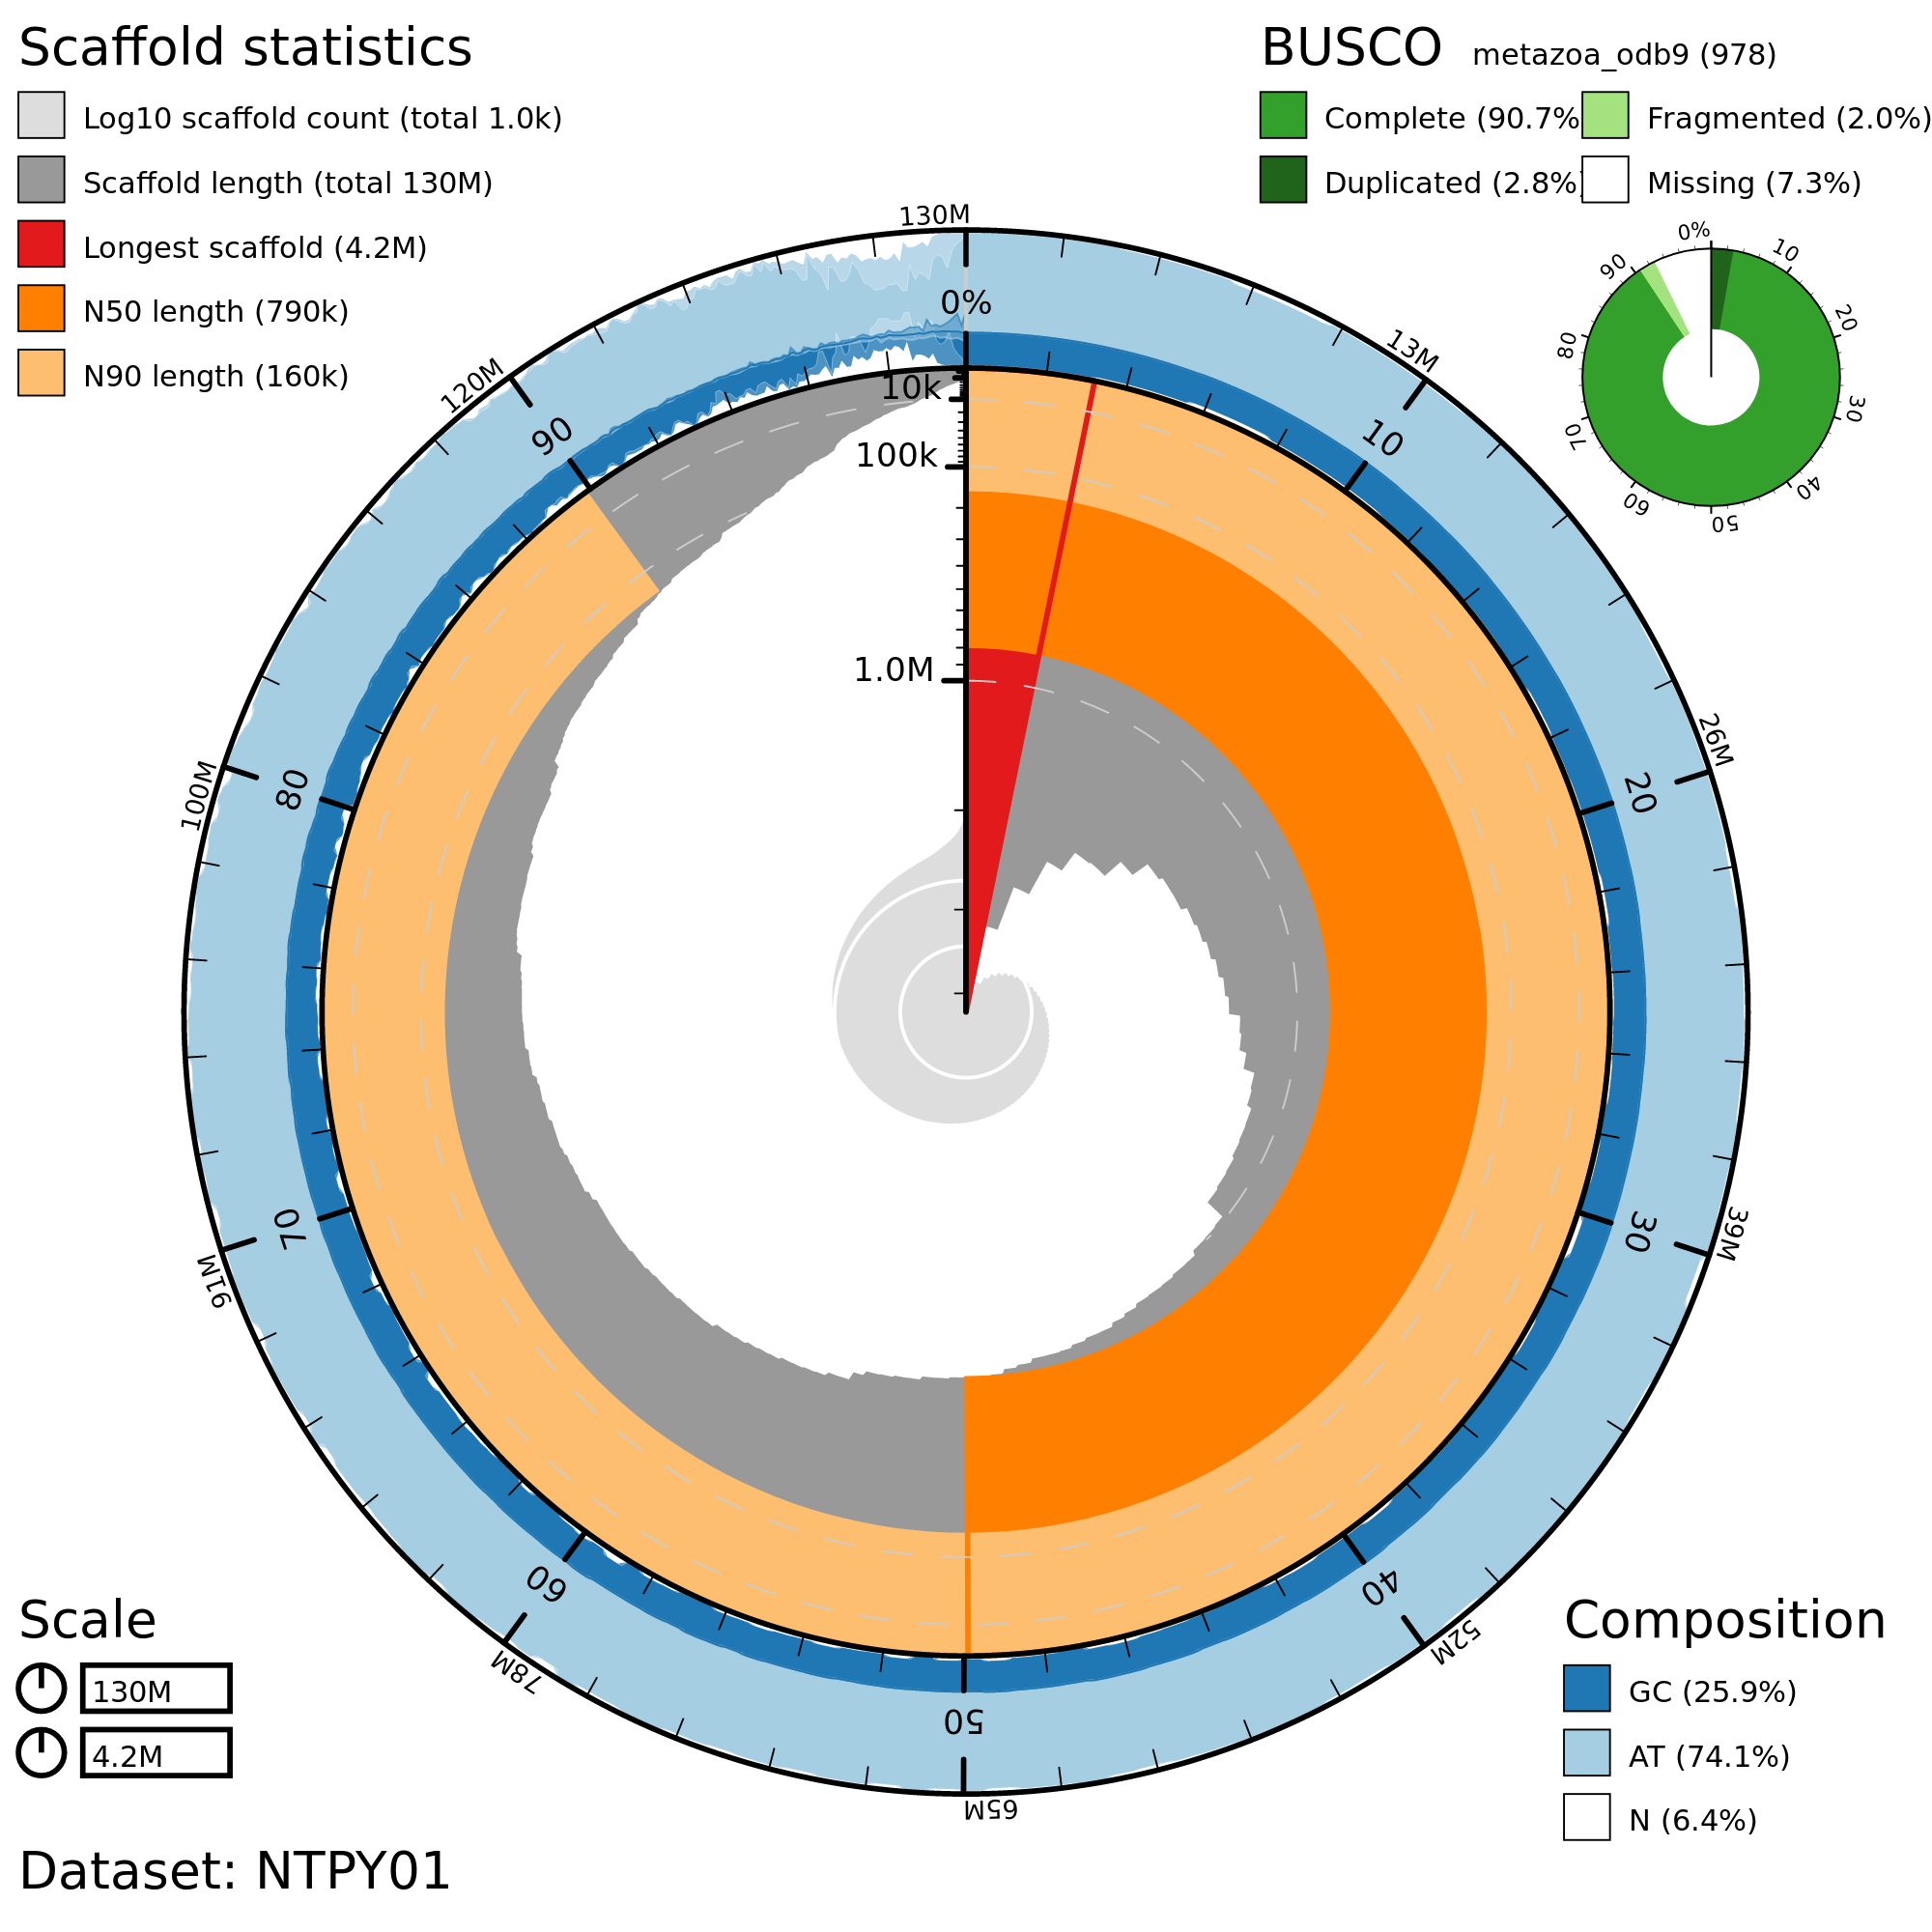 Scaffold statistics
Log10 scaffold count (total 1.0k)
Scaffold length (total 130M)
Longest scaffold (4.2M)
N50 length (790k)
N90 length (160k)
BUSCO metazoa_odb9 (978)
Complete (90.7%
Fragmented (2.0%)
Duplicated (2.8%)
Missing (7.3%)
0%
10
20
30
40
50
60
70
80
90
130M
13M
26M
39M
52M
65M
78M
91M
100M
120M
0%
10
20
30
40
50
60
70
80
90
10k
100k
1.0M
Scale
130M
4.2M
Composition
GC (25.9%)
AT (74.1%)
N (6.4%)
Dataset: NTPY01